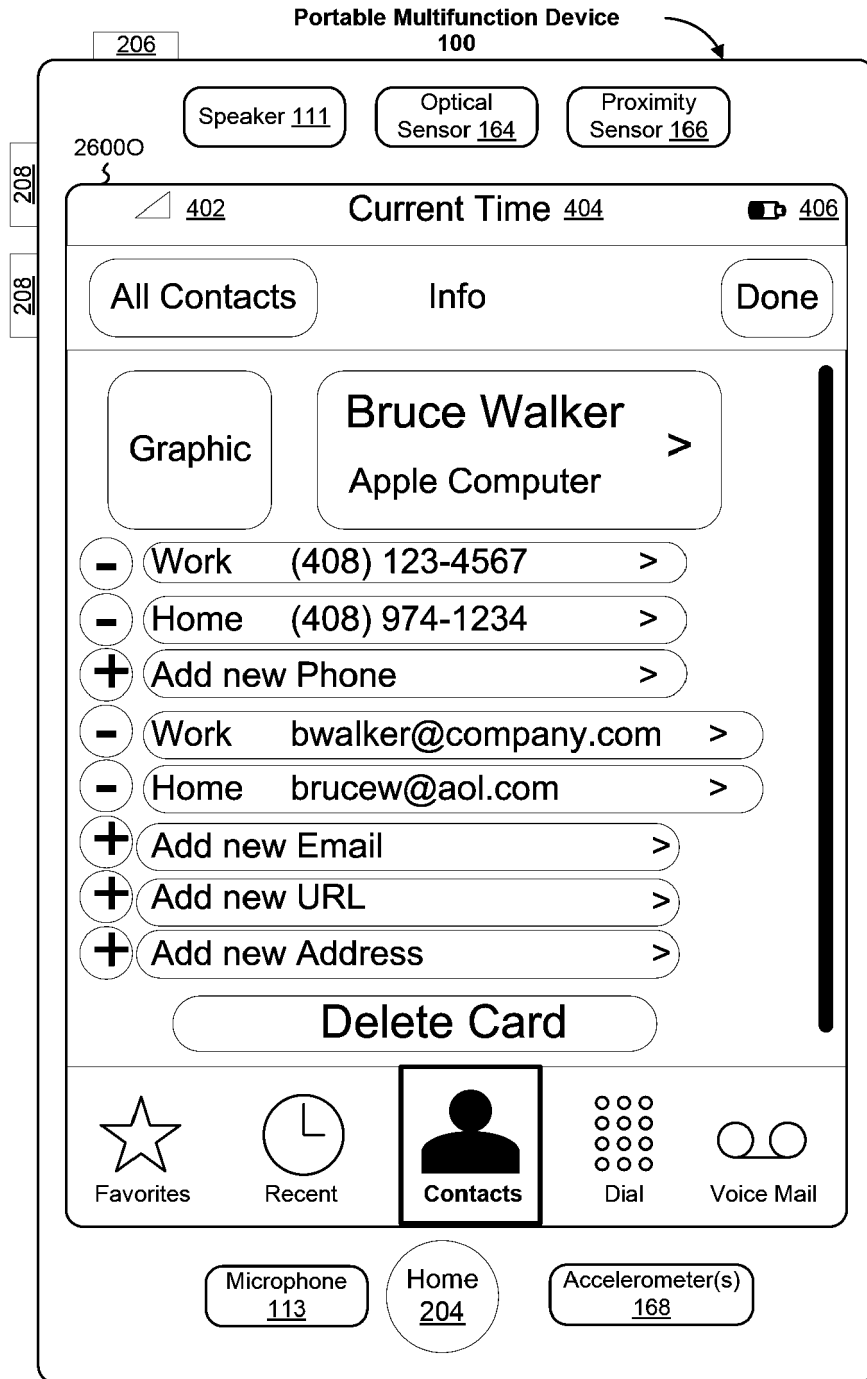 Portable Multifunction Device
100
206
Speaker 111
Optical
Sensor 164
Proximity
Sensor 166
2600O
208
208
402
Current Time 404
406
All Contacts
Info
Done
Graphic
Bruce Walker
>
Apple Computer
- Work (408) 123-4567 >
- Home (408) 974-1234 >
+ Add new Phone >
- Work bwalker@company.com >
- Home brucew@aol.com >
+ Add new Email >
+ Add new URL >
+ Add new Address >
Delete Card
Favorites
Recent
Contacts
Dial
Voice Mail
Microphone
113
Home
204
Accelerometer(s)
168